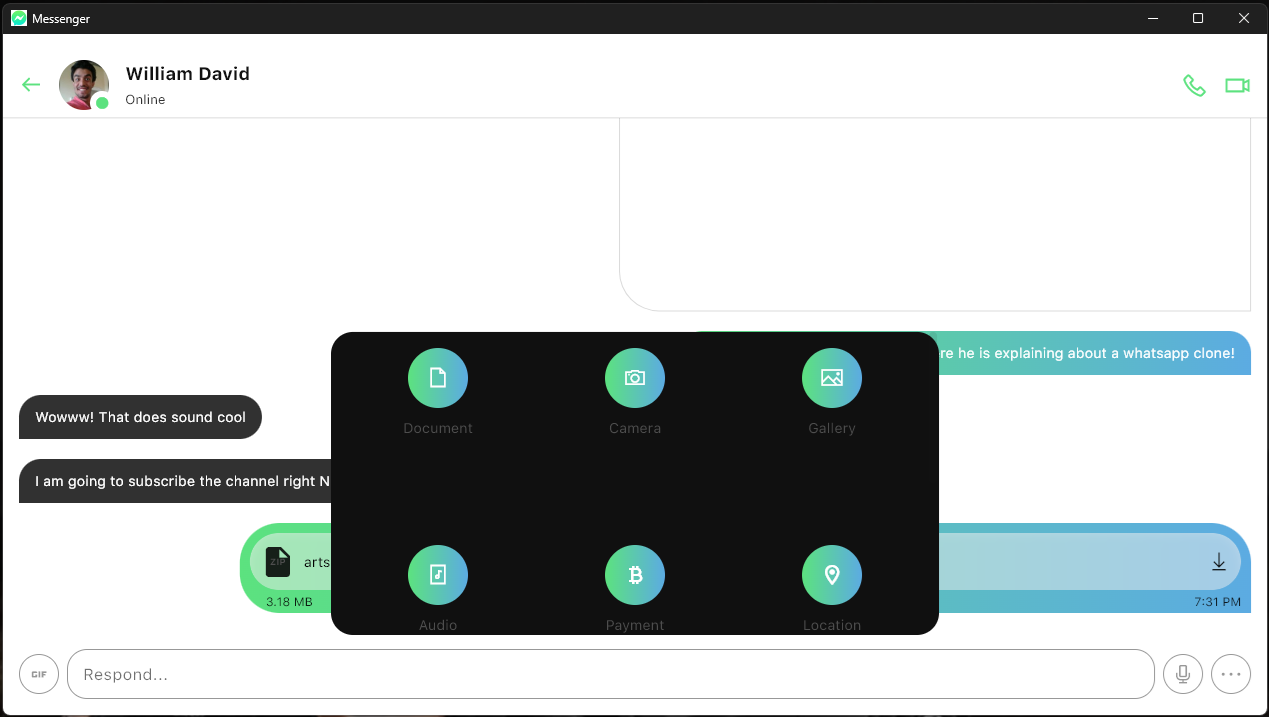 Messenger
William David
Online
re he is explaining about a whatsapp clone!
Document
Camera
Gallery
Wowww! That does sound cool
I am going to subscribe the channel right N
ZIP
arts
3.18 MB
7:31 PM
Audio
Payment
Location
GIF
Respond...